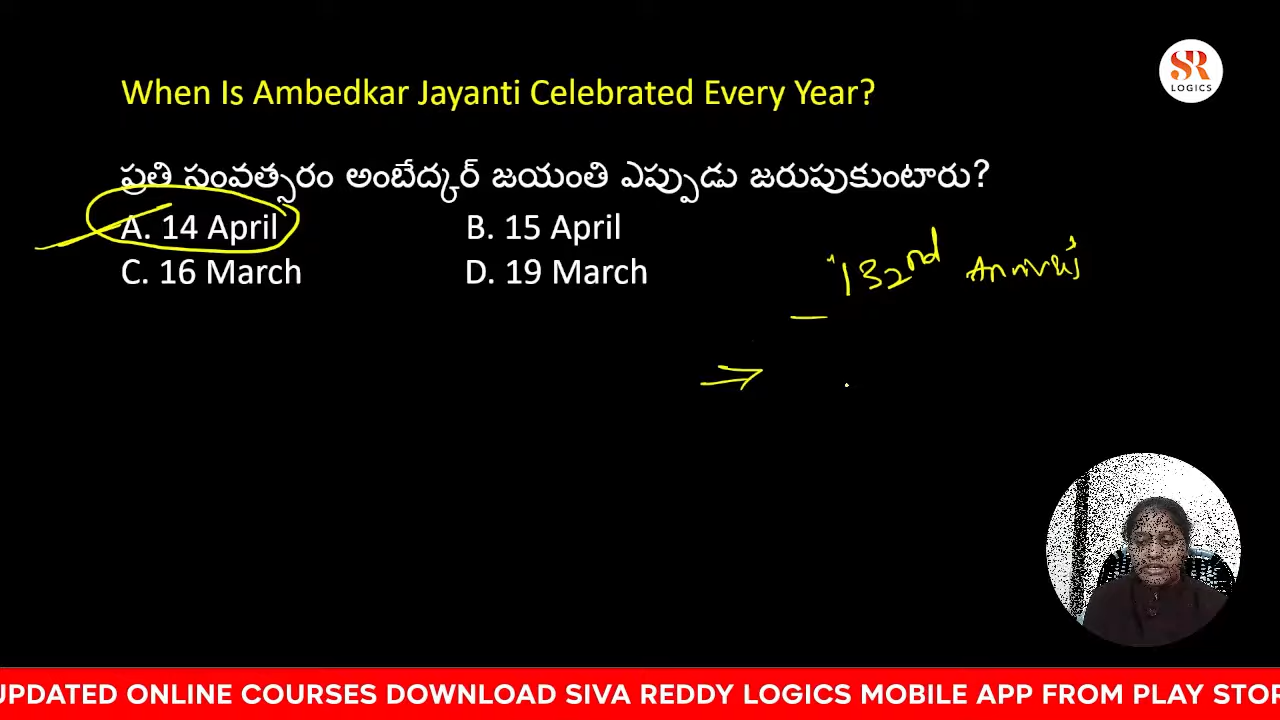 SR
LOGICS
When Is Ambedkar Jayanti Celebrated Every Year?
ప్రతి సంవత్సరం అంబేద్కర్ జయంతి ఎప్పుడు జరుపుకుంటారు?
A. 14 April
B. 15 April
C. 16 March
D. 19 March
132nd
UPDATED ONLINE COURSES DOWNLOAD SIVA REDDY LOGICS MOBILE APP FROM PLAY STOR